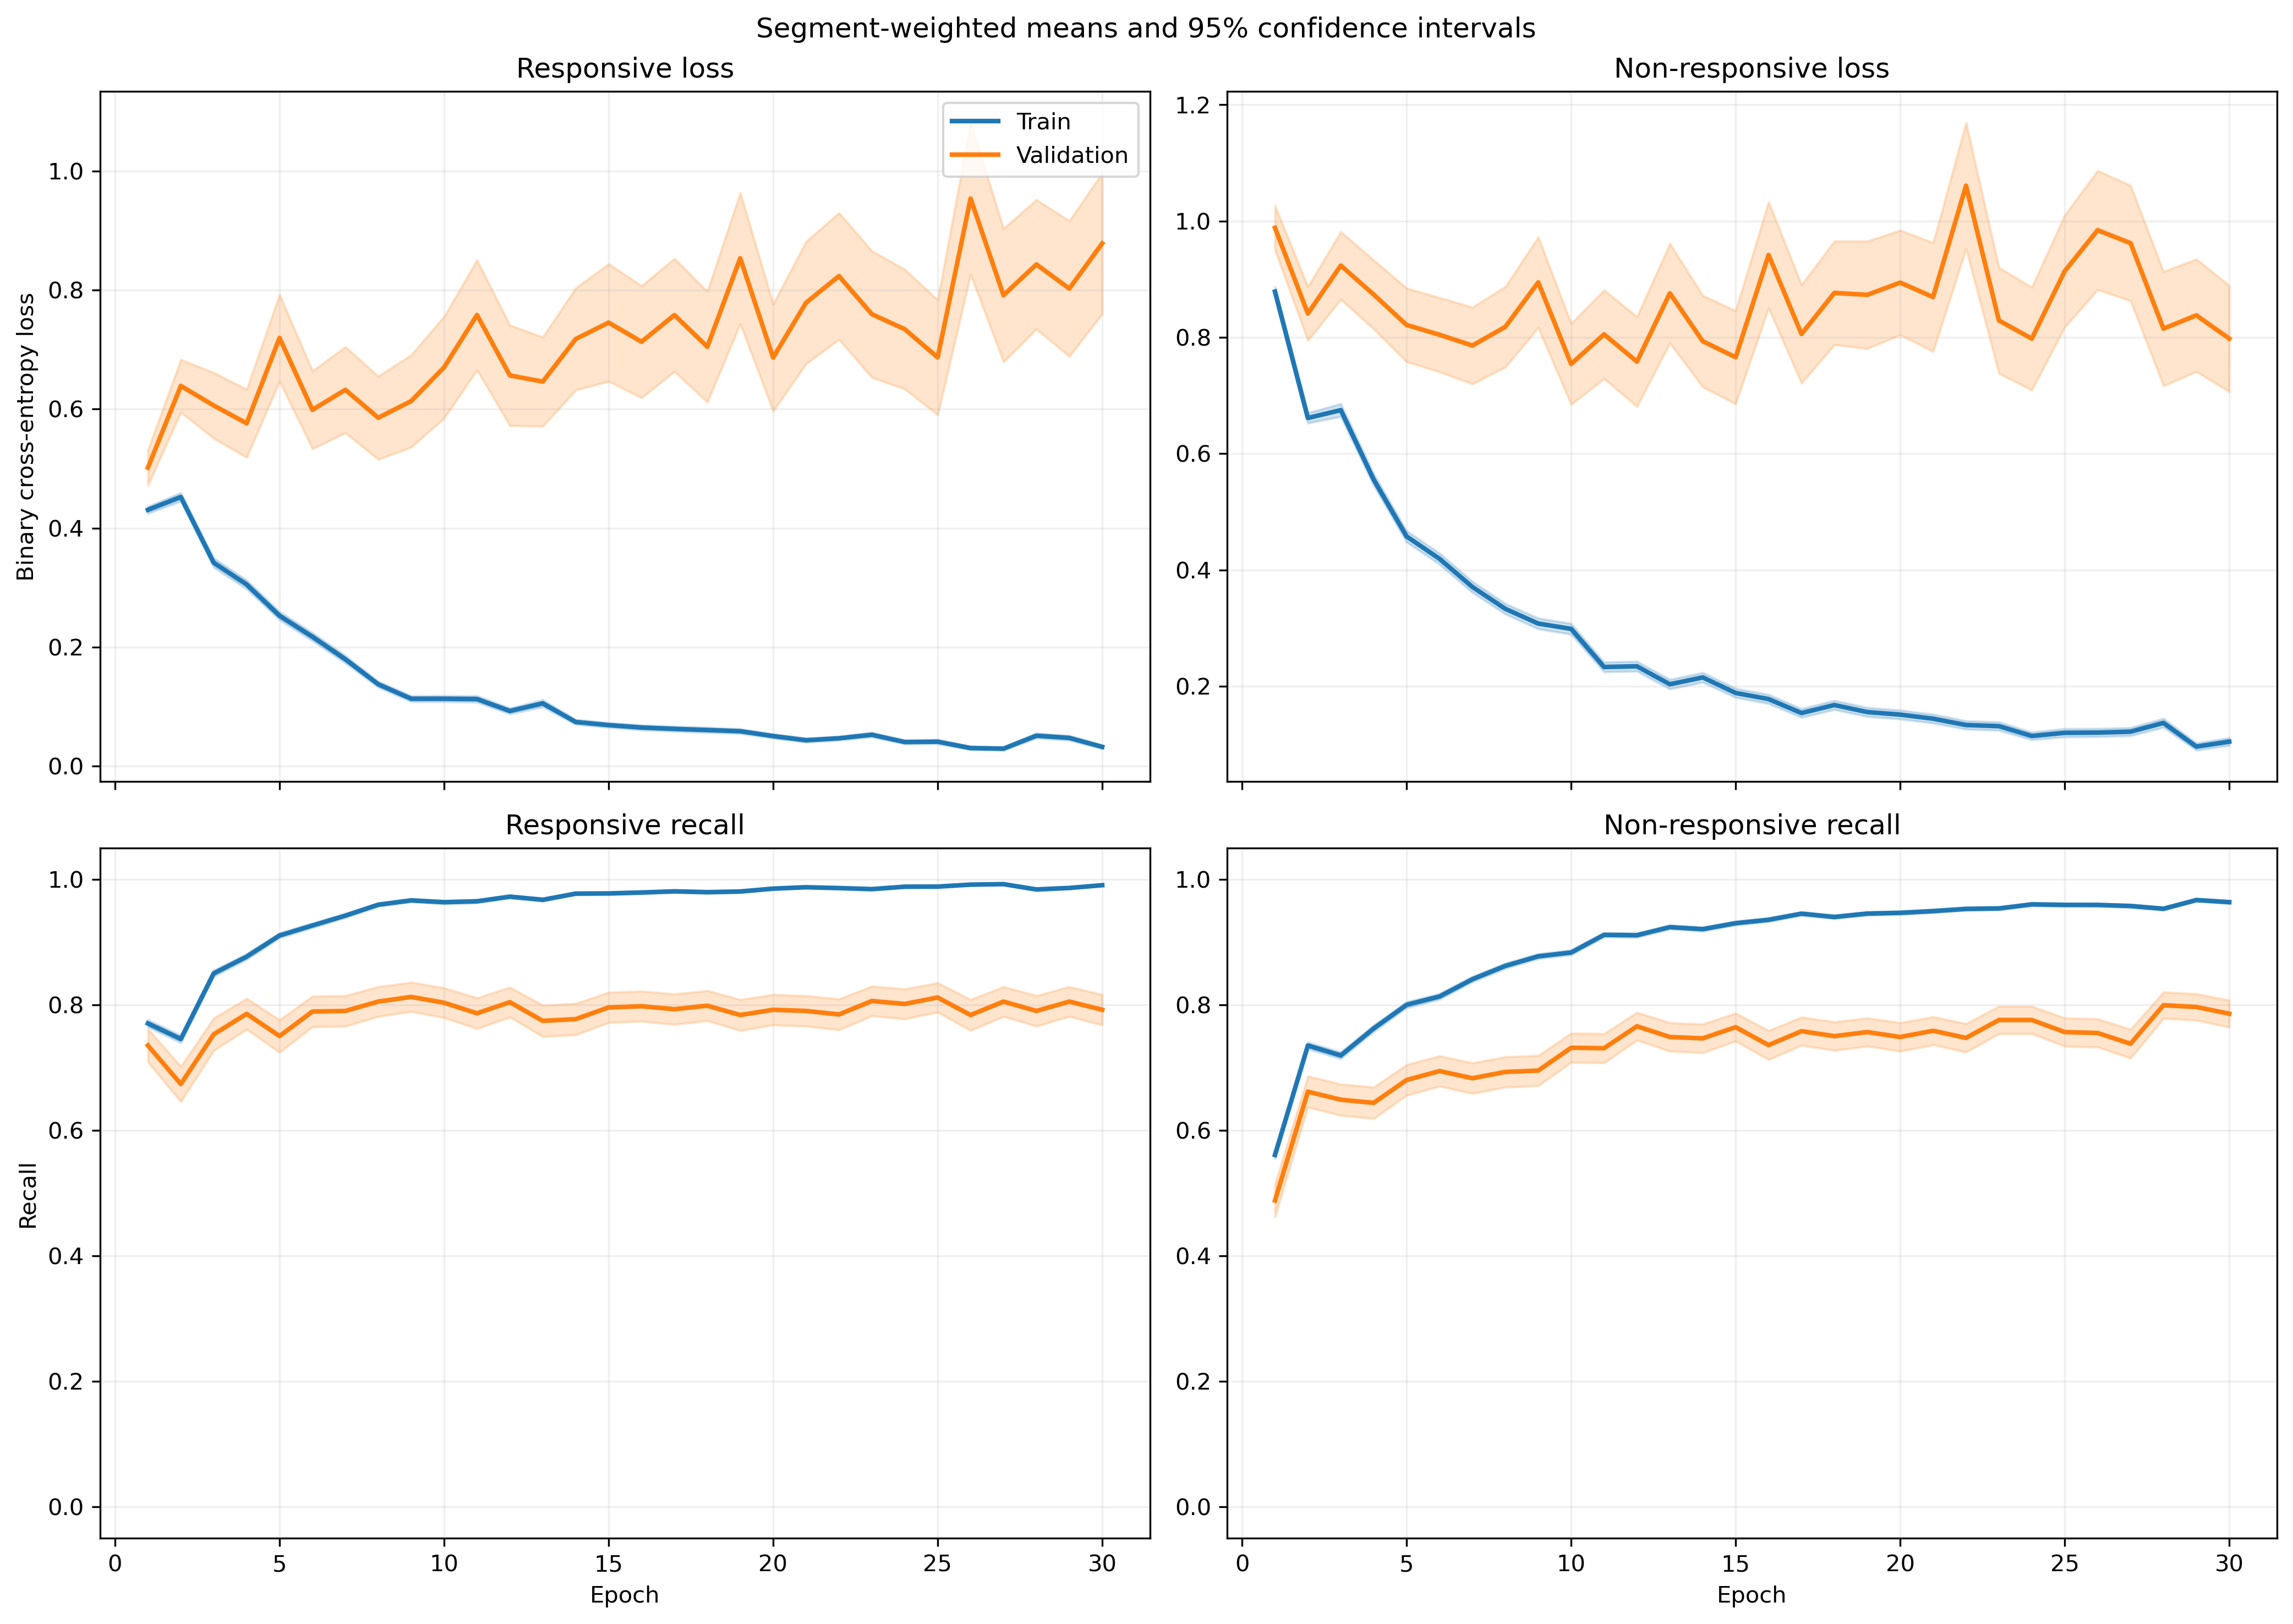 Segment-weighted means and 95% confidence intervals
Responsive loss
Non-responsive loss
Train
Validation
Binary cross-entropy loss
1.0
0.8
0.6
0.4
0.2
0.0
1.2
1.0
0.8
0.6
0.4
0.2
Responsive recall
Non-responsive recall
Recall
1.0
0.8
0.6
0.4
0.2
0.0
0 5 10 15 20 25 30
Epoch
1.0
0.8
0.6
0.4
0.2
0.0
0 5 10 15 20 25 30
Epoch